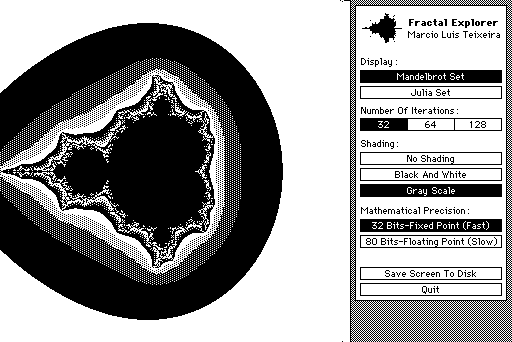 Fractal Explorer
Marcio Luis Teixeira
Display:
Mandelbrot Set
Julia Set
Number Of Iterations:
32 64 128
Shading:
No Shading
Black And White
Gray Scale
Mathematical Precision:
32 Bits-Fixed Point (Fast)
80 Bits-Floating Point (Slow)
Save Screen To Disk
Quit